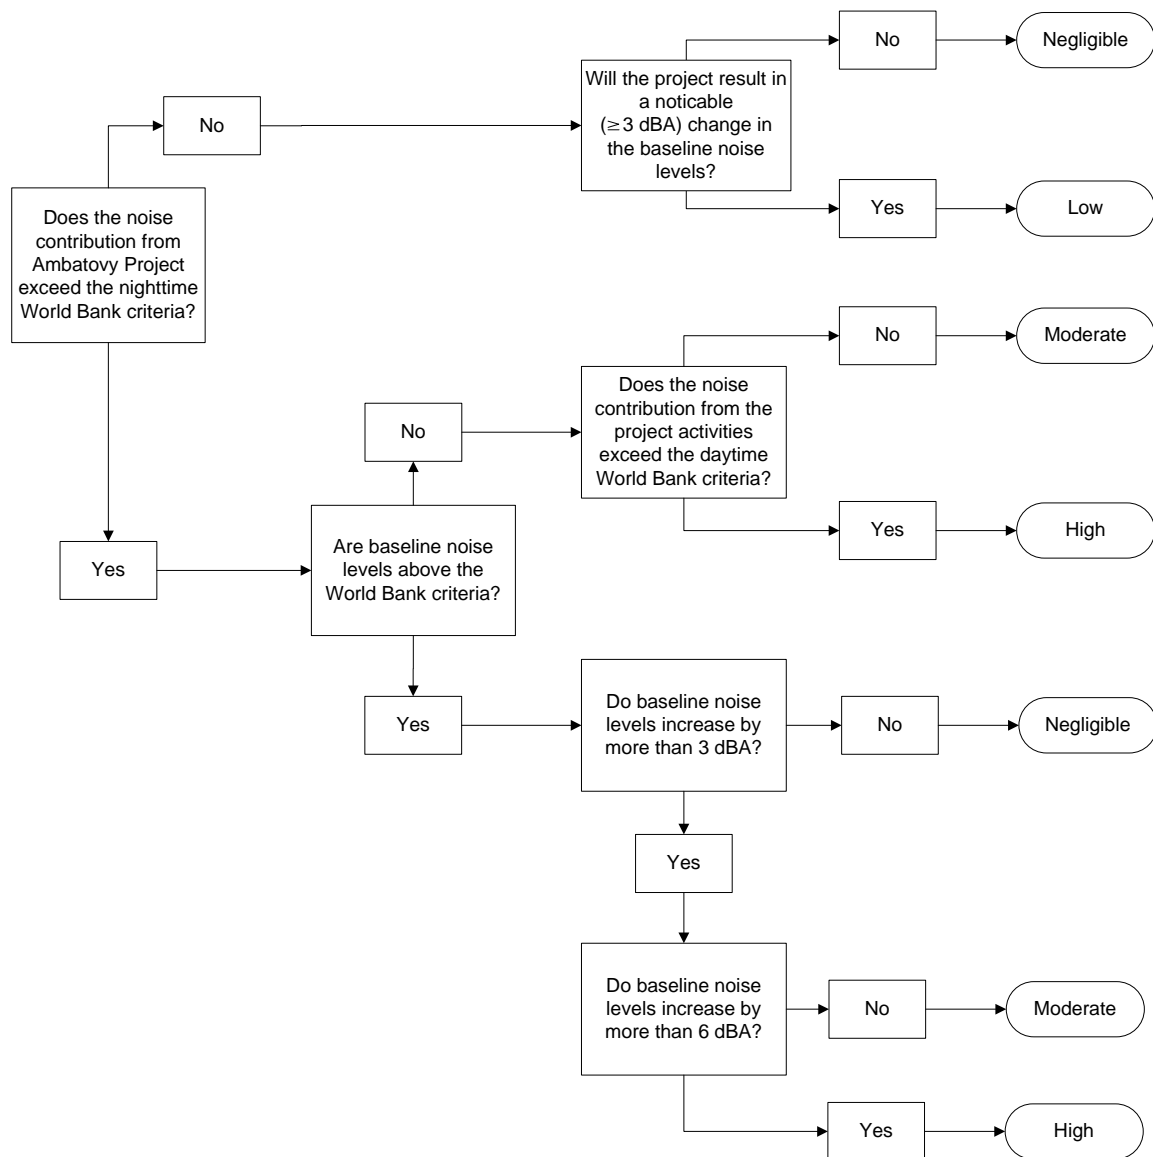 No
Negligible
Will the project result in
a noticable
(≥3 dBA) change in
the baseline noise
levels?
No
Yes
Low
Does the noise
contribution from
Ambatovy Project
exceed the nighttime
World Bank criteria?
No
Moderate
Does the noise
contribution from the
project activities
exceed the daytime
World Bank criteria?
No
Yes
High
Are baseline noise
levels above the
World Bank criteria?
Yes
Do baseline noise
levels increase by
more than 3 dBA?
Yes
No
Negligible
Yes
Do baseline noise
levels increase by
more than 6 dBA?
No
Moderate
Yes
High